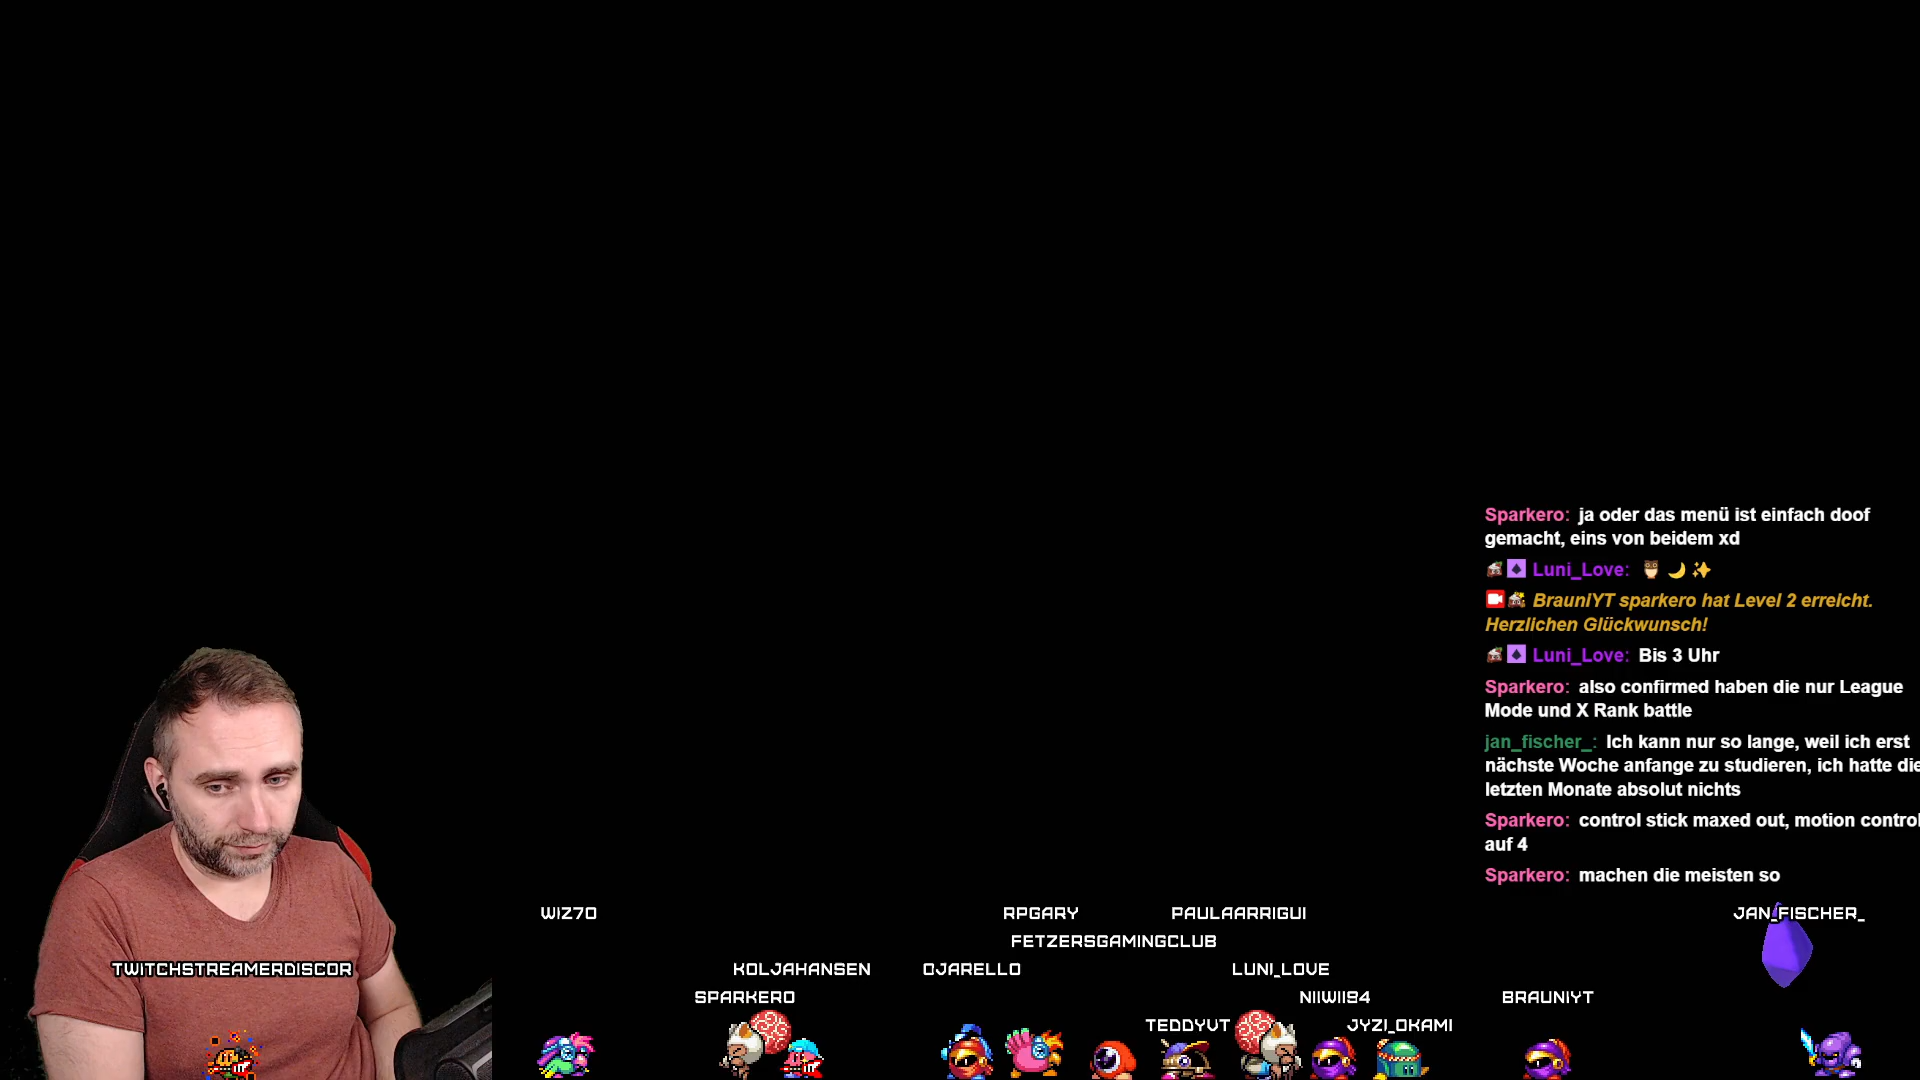 Sparkero: ja oder das menü ist einfach doof
gemacht, eins von beidem xd
Luni_Love: 🦉 🌙 ✨
BrauniYT sparkero hat Level 2 erreicht.
Herzlichen Glückwunsch!
Luni_Love: Bis 3 Uhr
Sparkero: also confirmed haben die nur League
Mode und X Rank battle
jan_fischer_: Ich kann nur so lange, weil ich erst
nächste Woche anfange zu studieren, ich hatte die
letzten Monate absolut nichts
Sparkero: control stick maxed out, motion control
auf 4
Sparkero: machen die meisten so
WIZ70 RPGARY PAULAARRIGUI JAN_FISCHER_
FETZERSGAMINGCLUB
TWITCHSTREAMERDISCOR KOLJAHANSEN OJARELLO LUNI_LOVE
SPARKERO NIIWII94 BRAUNIYT
TEDDYVT JYZI_OKAMI